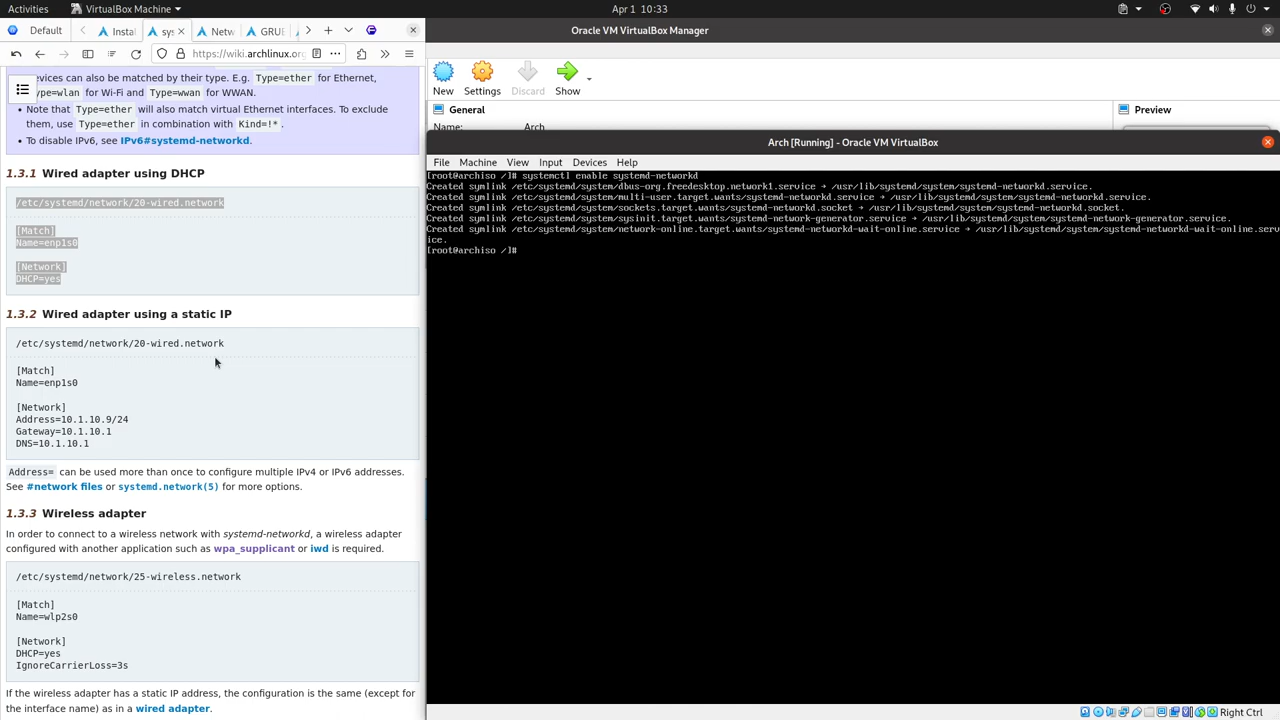 Activities
VirtualBox Machine
Apr 1 10:33
Default
Insta
sys
Netw
GRUE
https://wiki.archlinux.or
evices can also be matched by their type. E.g. Type=ether for Ethernet,
ype=wlan for Wi-Fi and Type=wwan for WWAN.
• Note that Type=ether will also match virtual Ethernet interfaces. To exclude
them, use Type=ether in combination with Kind=!*.
• To disable IPv6, see IPv6#systemd-networkd.
1.3.1 Wired adapter using DHCP
/etc/systemd/network/20-wired.network
[Match]
Name=enp1s0
[Network]
DHCP=yes
1.3.2 Wired adapter using a static IP
/etc/systemd/network/20-wired.network
[Match]
Name=enp1s0
[Network]
Address=10.1.10.9/24
Gateway=10.1.10.1
DNS=10.1.10.1
Address= can be used more than once to configure multiple IPv4 or IPv6 addresses.
See #network files or systemd.network(5) for more options.
1.3.3 Wireless adapter
In order to connect to a wireless network with systemd-networkd, a wireless adapter
configured with another application such as wpa_supplicant or iwd is required.
/etc/systemd/network/25-wireless.network
[Match]
Name=wlp2s0
[Network]
DHCP=yes
IgnoreCarrierLoss=3s
If the wireless adapter has a static IP address, the configuration is the same (except for
the interface name) as in a wired adapter.
Oracle VM VirtualBox Manager
New
Settings
Discard
Show
General
Name: Arch
Preview
Arch [Running] - Oracle VM VirtualBox
File Machine View Input Devices Help
[root@archiso /]# systemctl enable systemd-networkd
Created symlink /etc/systemd/system/dbus-org.freedesktop.network1.service → /usr/lib/systemd/system/systemd-networkd.service.
Created symlink /etc/systemd/system/multi-user.target.wants/systemd-networkd.service → /usr/lib/systemd/system/systemd-networkd.service.
Created symlink /etc/systemd/system/sockets.target.wants/systemd-networkd.socket → /usr/lib/systemd/system/systemd-networkd.socket.
Created symlink /etc/systemd/system/sysinit.target.wants/systemd-network-generator.service → /usr/lib/systemd/system/systemd-network-generator.service.
Created symlink /etc/systemd/system/network-online.target.wants/systemd-networkd-wait-online.service → /usr/lib/systemd/system/systemd-networkd-wait-online.serv
ice.
[root@archiso /]#
Right Ctrl